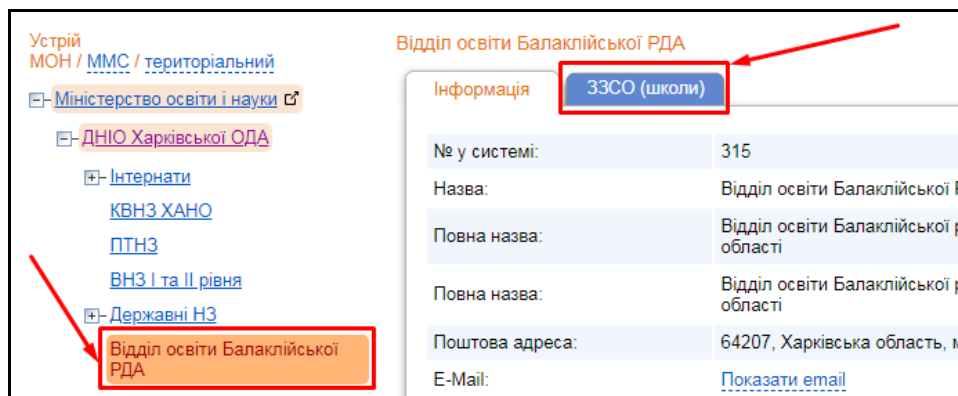 Устрій
МОН / ММС / територіальний
Міністерство освіти і науки
ДНІО Харківської ОДА
Інтернати
КВНЗ ХАНО
ПТНЗ
ВНЗ І та ІІ рівня
Державні НЗ
Відділ освіти Балаклійської
РДА
Відділ освіти Балаклійської РДА
Інформація ЗЗСО (школи)
№ у системі: 315
Назва: Відділ освіти Балаклійської
Повна назва: Відділ освіти Балаклійської
області
Повна назва: Відділ освіти Балаклійської
області
Поштова адреса: 64207, Харківська область,
E-Mail: Показати email